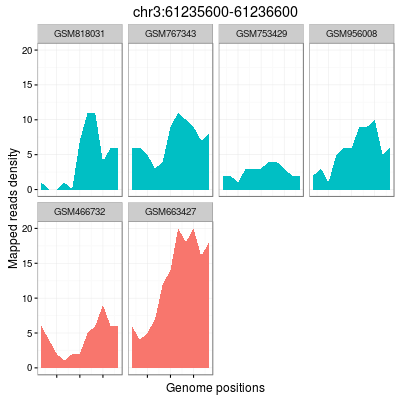 chr3:61235600-61236600
GSM818031 GSM767343 GSM753429 GSM956008
20
15
10
5
0
GSM466732 GSM663427
20
15
10
5
0
Mapped reads density
Genome positions